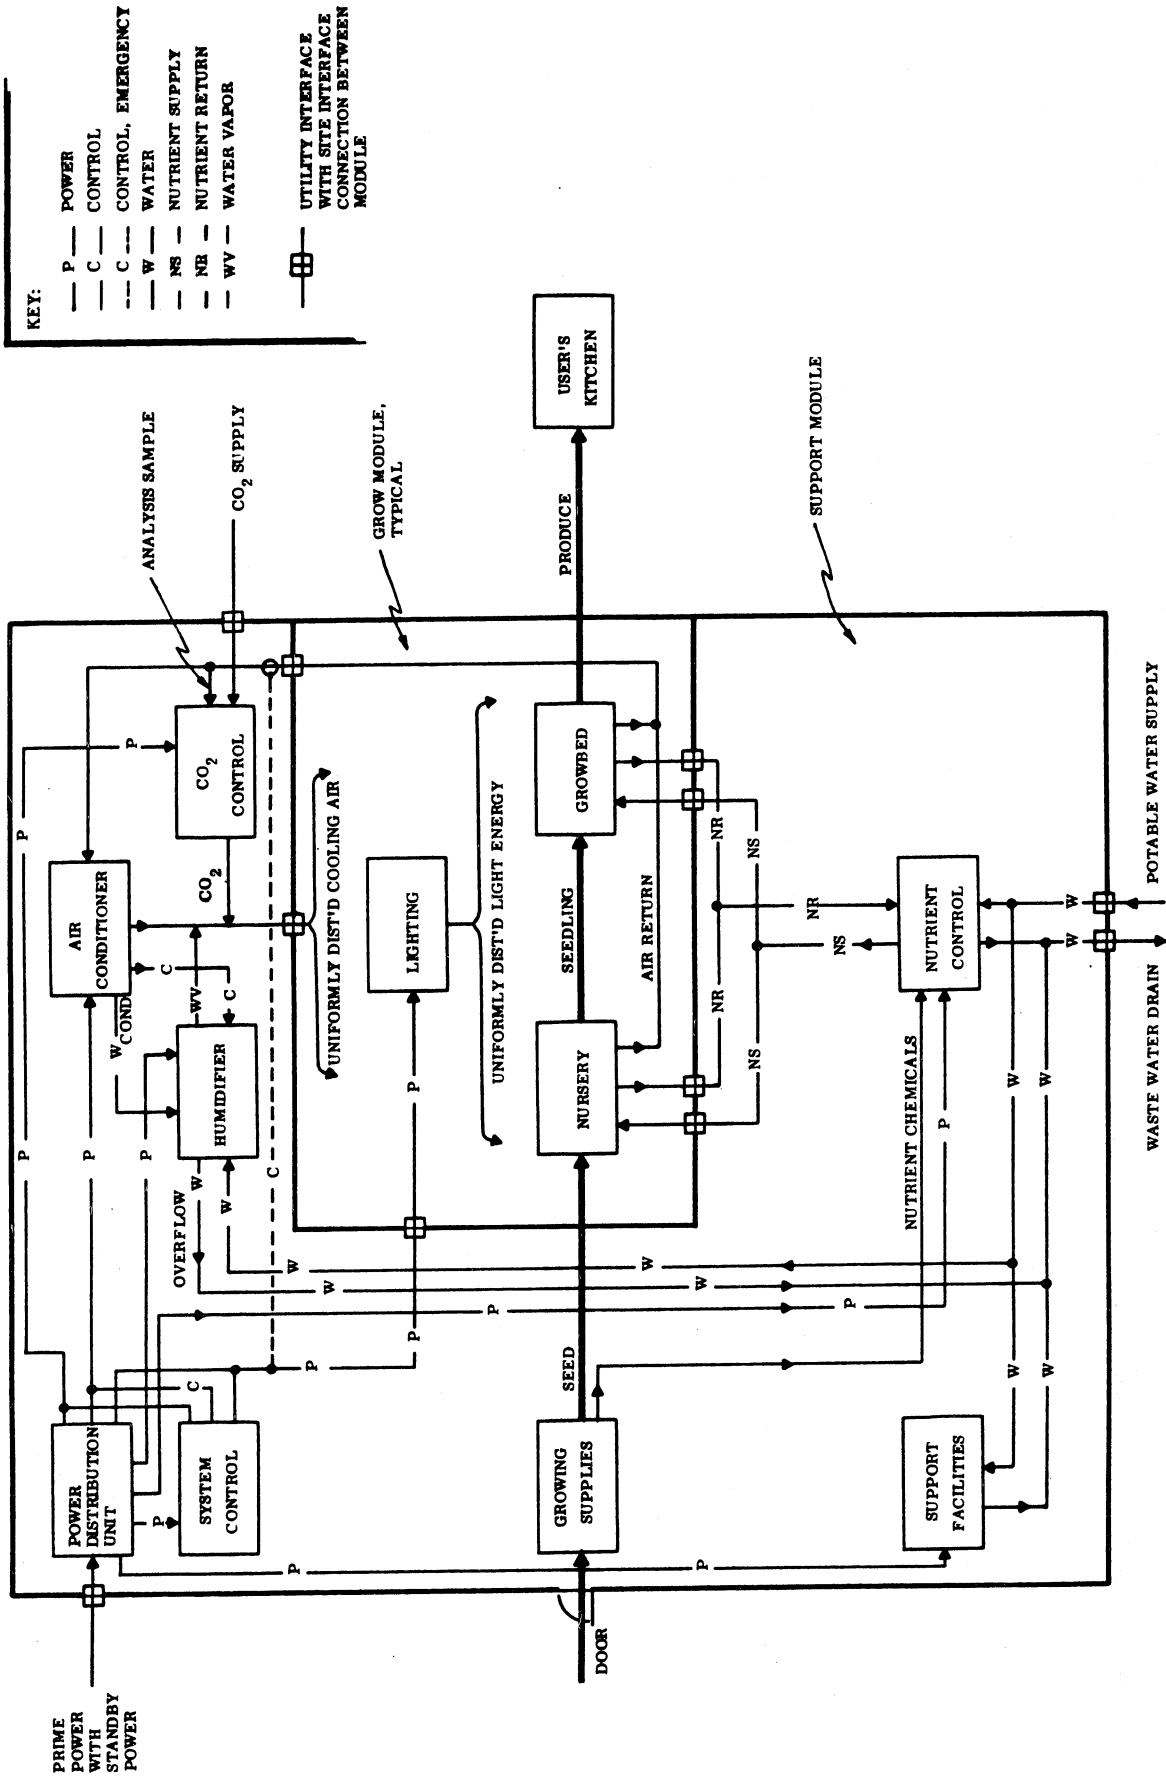 KEY:
P POWER
C CONTROL
C CONTROL, EMERGENCY
W WATER
NS NUTRIENT SUPPLY
NR NUTRIENT RETURN
WV WATER VAPOR
UTILITY INTERFACE
WITH SITE INTERFACE
CONNECTION BETWEEN
MODULE
PRIME
POWER
WITH
STANDBY
POWER
POWER
DISTRIBUTION
UNIT
P
SYSTEM
CONTROL
C
P
P
P
P
P
P
AIR
CONDITIONER
W
COND
C
C
WV
HUMIDIFIER
OVERFLOW
W
W
C
CO2
CONTROL
CO2
ANALYSIS SAMPLE
CO2 SUPPLY
GROW MODULE,
TYPICAL
UNIFORMLY DIST'D COOLING AIR
P
P
P
LIGHTING
UNIFORMLY DIST'D LIGHT ENERGY
W
W
P
P
W
W
P
P
DOOR
GROWING
SUPPLIES
SEED
NURSERY
SEEDLING
GROWBED
PRODUCE
USER'S
KITCHEN
AIR RETURN
NR
NR
NS
NS
NR
NS
SUPPORT MODULE
NUTRIENT CHEMICALS
P
NUTRIENT
CONTROL
SUPPORT
FACILITIES
W
W
W
W
W
W
WASTE WATER DRAIN
POTABLE WATER SUPPLY